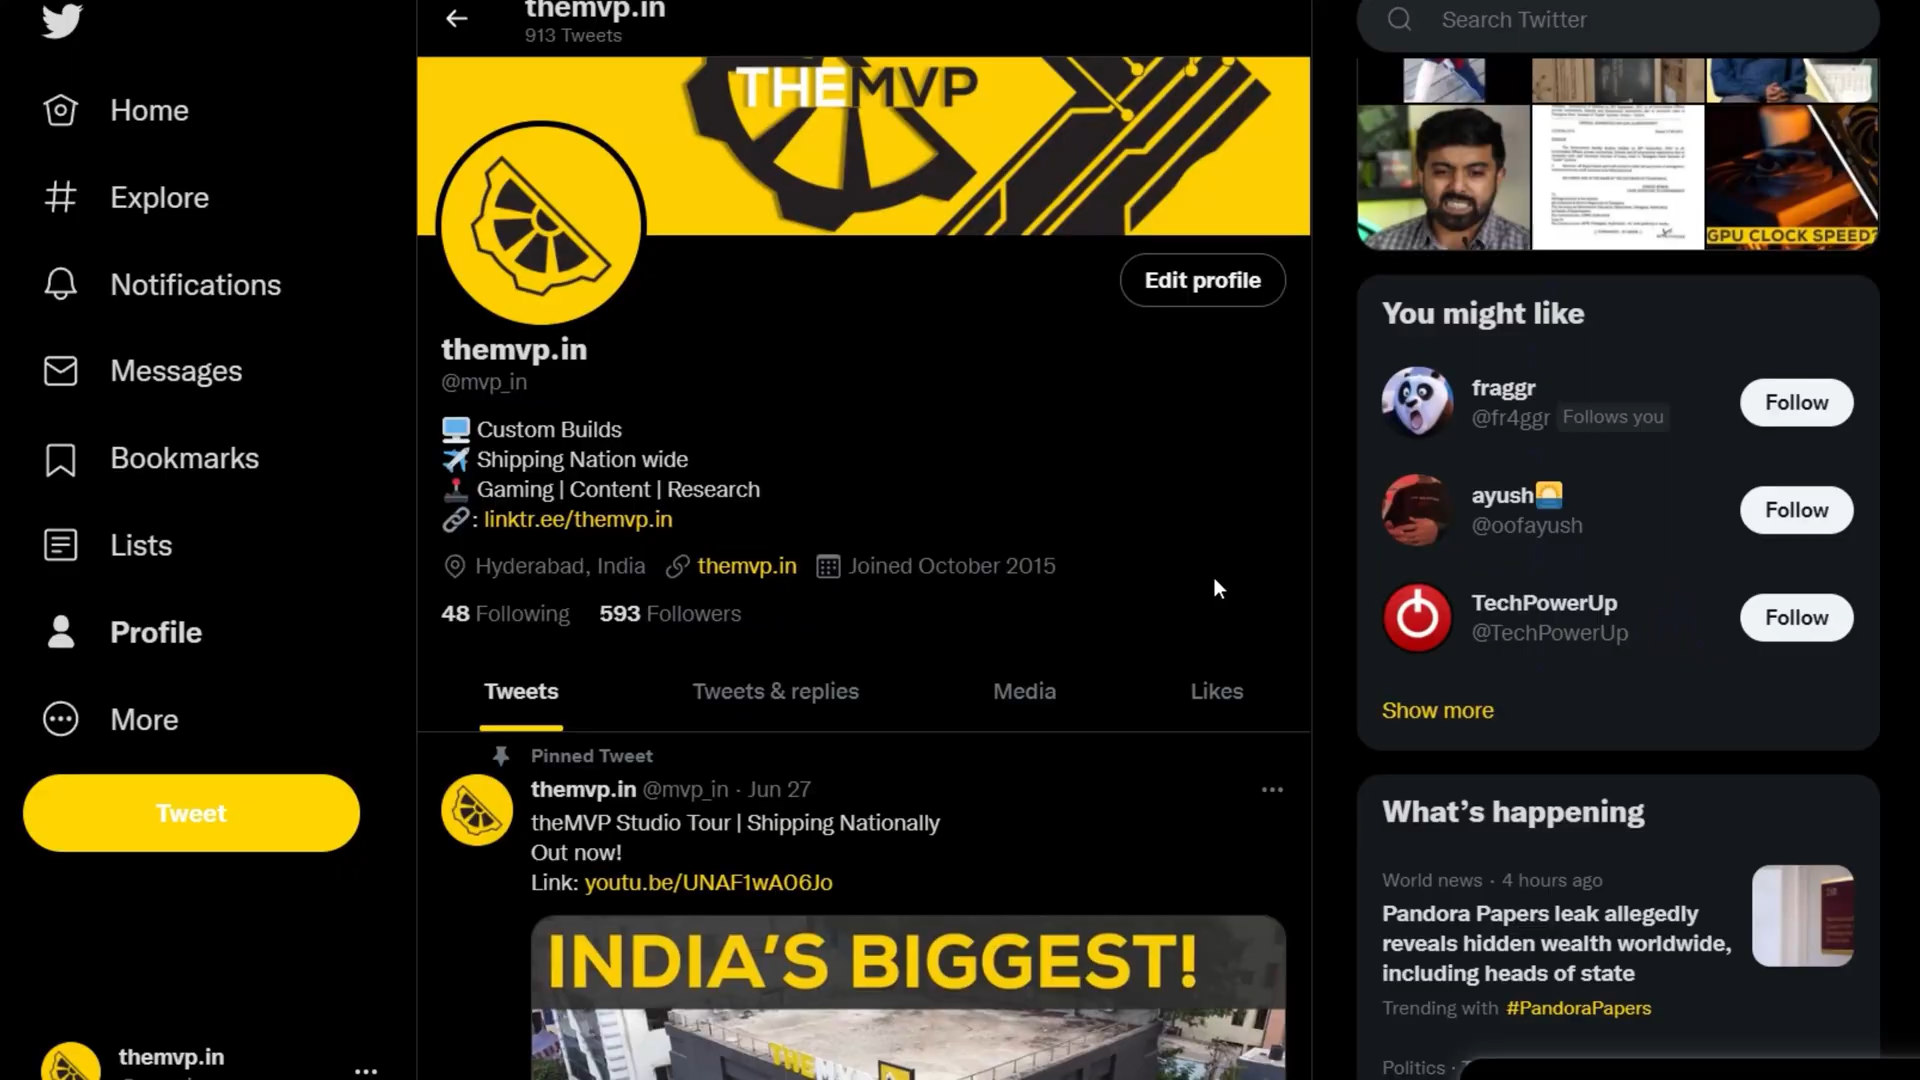 themvp.in
913 Tweets
Search Twitter
Home
Explore
Notifications
Messages
Bookmarks
Lists
Profile
More
Tweet
themvp.in
THEMVP
Edit profile
themvp.in
@mvp_in
Custom Builds
Shipping Nation wide
Gaming | Content | Research
: linktr.ee/themvp.in
Hyderabad, India themvp.in Joined October 2015
48 Following 593 Followers
Tweets Tweets & replies Media Likes
Pinned Tweet
themvp.in @mvp_in · Jun 27
theMVP Studio Tour | Shipping Nationally
Out now!
Link: youtu.be/UNAF1wA06Jo
INDIA'S BIGGEST!
GPU CLOCK SPEED?
You might like
fraggr
@fr4ggr Follows you
Follow
ayush
@oofayush
Follow
TechPowerUp
@TechPowerUp
Follow
Show more
What's happening
World news · 4 hours ago
Pandora Papers leak allegedly
reveals hidden wealth worldwide,
including heads of state
Trending with #PandoraPapers
Politics ·